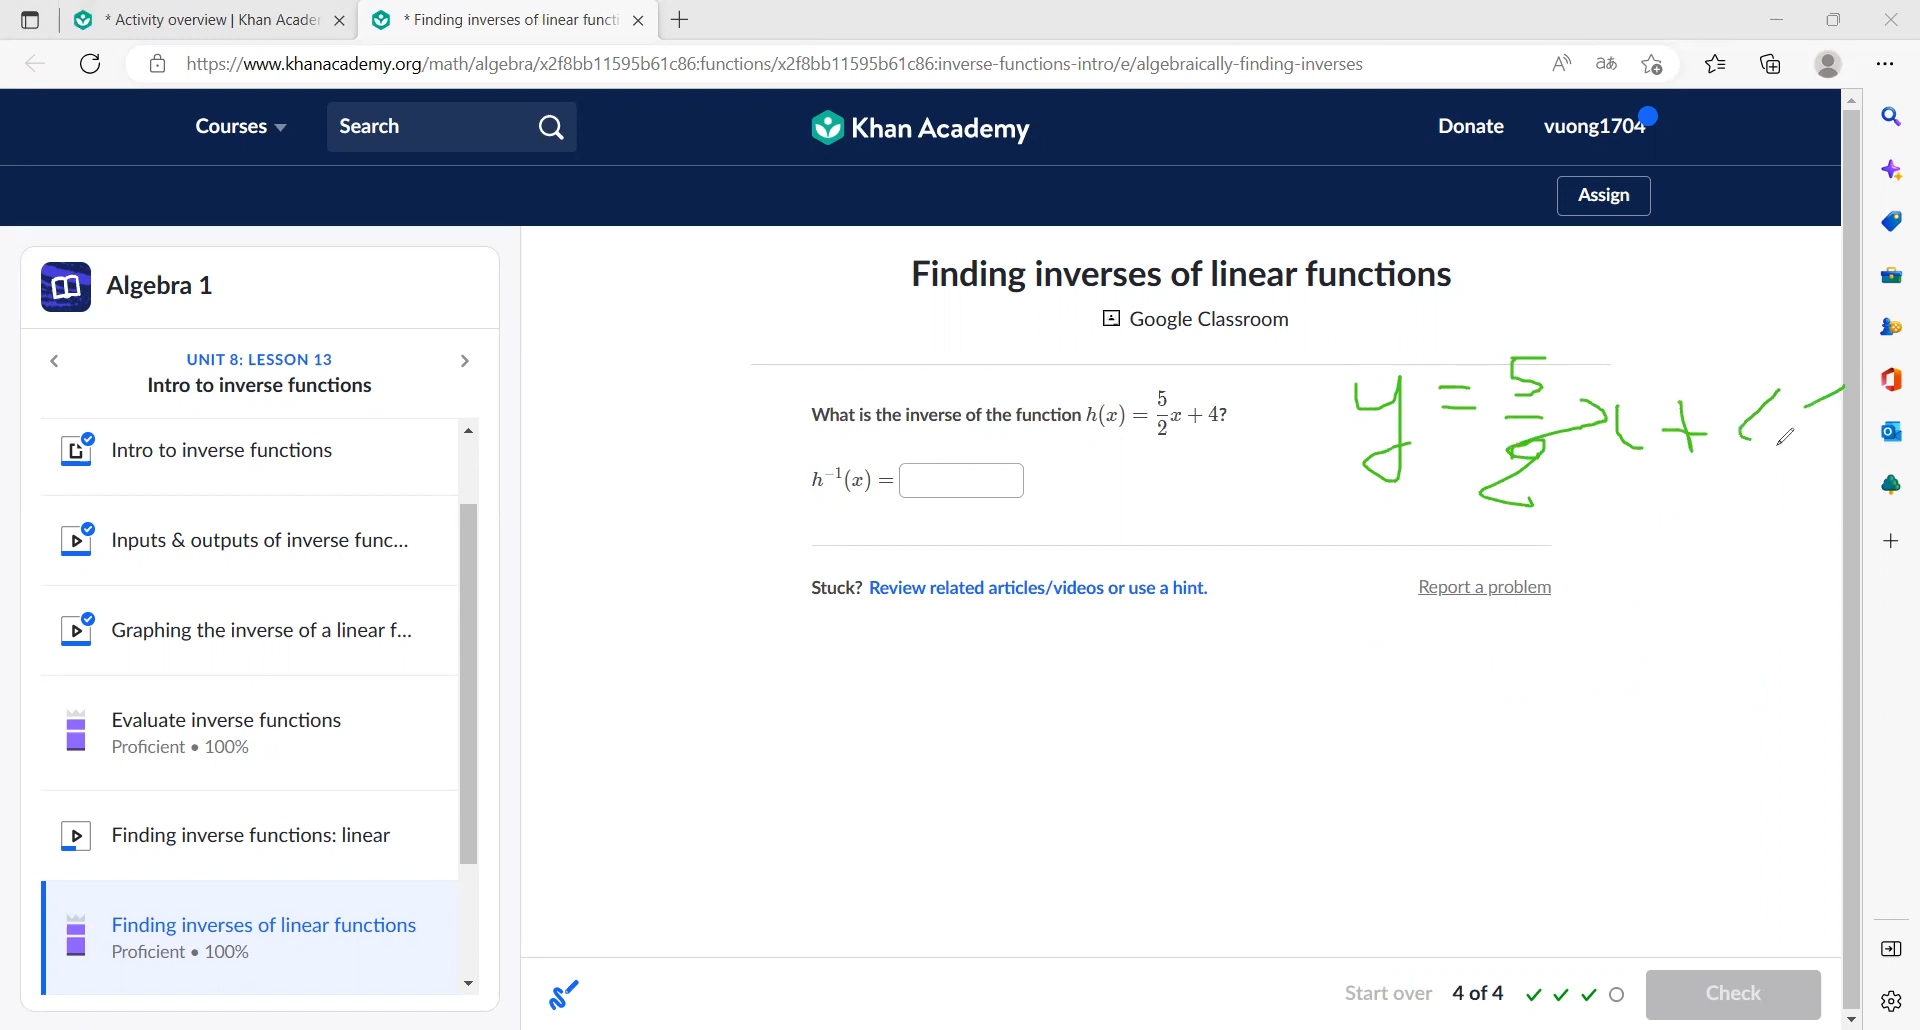 * Activity overview | Khan Acade
* Finding inverses of linear functi
https://www.khanacademy.org/math/algebra/x2f8bb11595b61c86:functions/x2f8bb11595b61c86:inverse-functions-intro/e/algebraically-finding-inverses
Courses
Search
Khan Academy
Donate
vuong1704
Assign
Algebra 1
UNIT 8: LESSON 13
Intro to inverse functions
Intro to inverse functions
Inputs & outputs of inverse func...
Graphing the inverse of a linear f...
Evaluate inverse functions
Proficient • 100%
Finding inverse functions: linear
Finding inverses of linear functions
Proficient • 100%
Finding inverses of linear functions
Google Classroom
What is the inverse of the function h(x) = 5/2 x + 4?
y = 5/2 x +
h⁻¹(x) =
Stuck? Review related articles/videos or use a hint.
Report a problem
Start over
4 of 4
Check